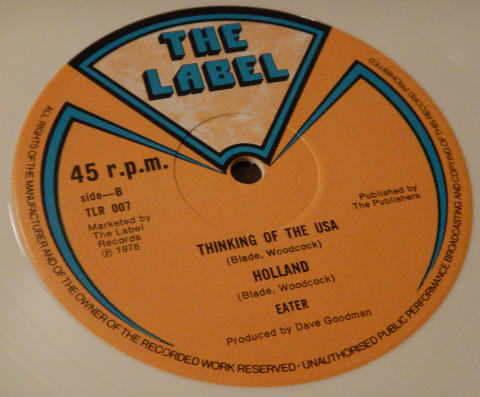 THE
LABEL
45 r.p.m.
side—B
TLR 007
Marketed by
The Label
Records
℗ 1978
Published by
The Publishers
THINKING OF THE USA
(Blade, Woodcock)
HOLLAND
(Blade, Woodcock)
EATER
Produced by Dave Goodman
ALL RIGHTS OF THE MANUFACTURER AND OF THE OWNER OF THE RECORDED WORK RESERVED · UNAUTHORISED PUBLIC PERFORMANCE BROADCASTING AND COPYING OF THIS RECORD PROHIBITED